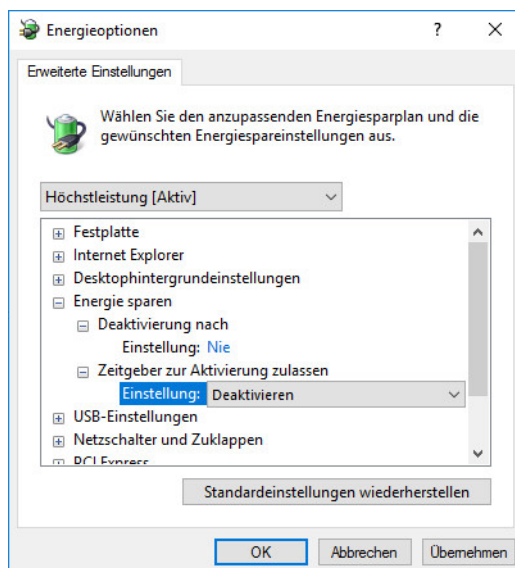 Energieoptionen
Erweiterte Einstellungen
Wählen Sie den anzupassenden Energiesparplan und die
gewünschten Energiespareinstellungen aus.
Höchstleistung [Aktiv]
Festplatte
Internet Explorer
Desktophintergrundeinstellungen
Energie sparen
Deaktivierung nach
Einstellung: Nie
Zeitgeber zur Aktivierung zulassen
Einstellung: Deaktivieren
USB-Einstellungen
Netzschalter und Zuklappen
PCI Express
Standardeinstellungen wiederherstellen
OK Abbrechen Übernehmen